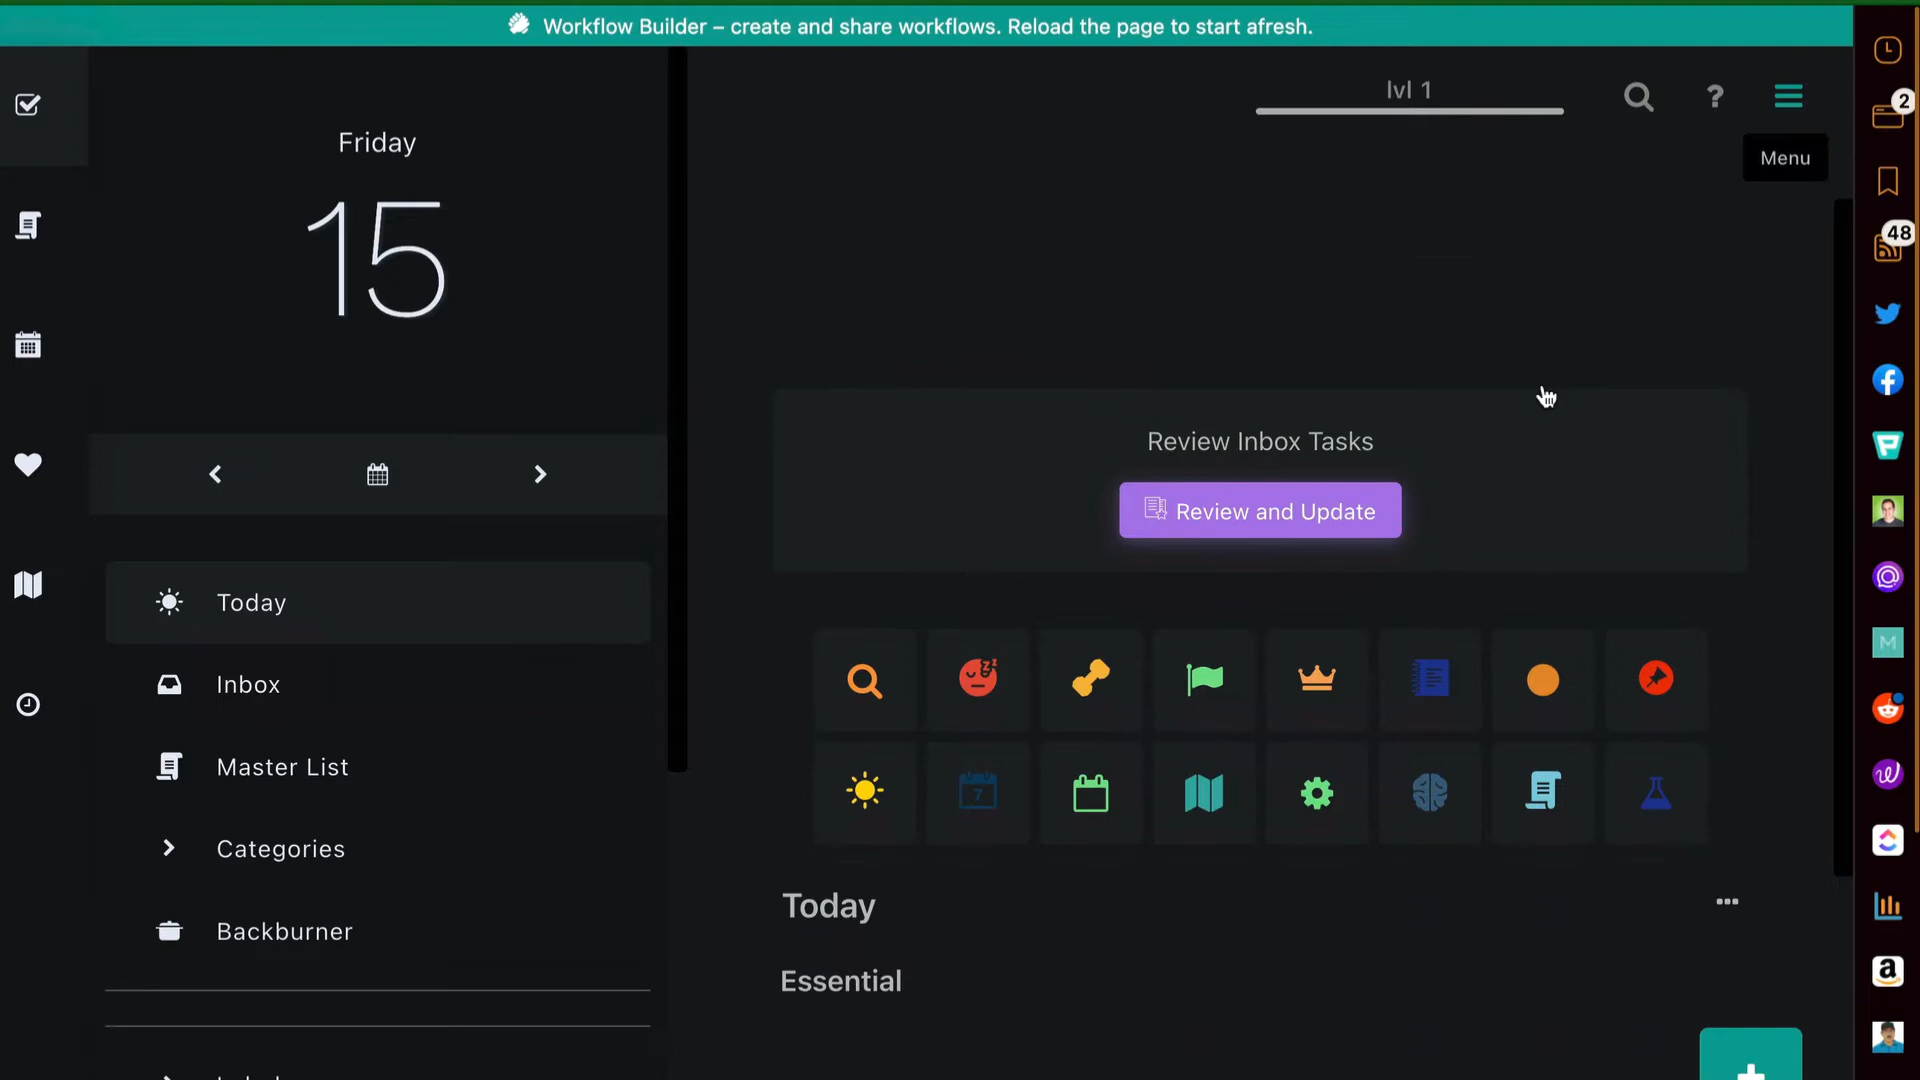 Workflow Builder – create and share workflows. Reload the page to start afresh.
lvl 1
?
2
Menu
Friday
15
48
Review Inbox Tasks
Review and Update
Today
Inbox
Master List
Categories
Backburner
7
M
a
Today
Essential